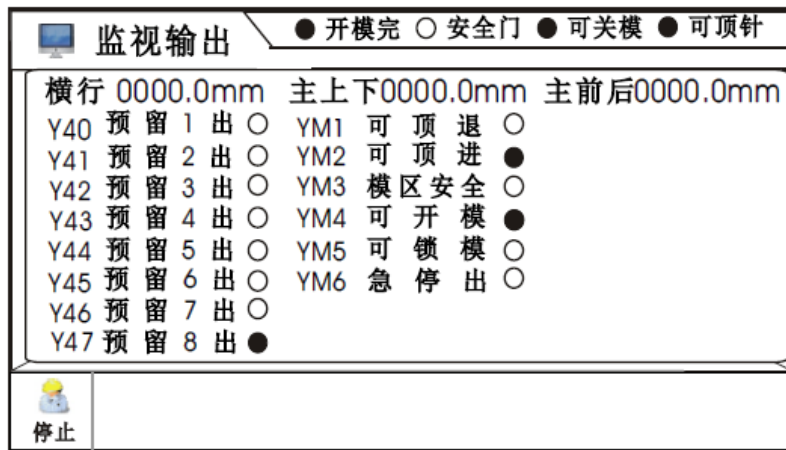 监视输出 ● 开模完 ○ 安全门 ● 可关模 ● 可顶针
横行 0000.0mm 主上下0000.0mm 主前后0000.0mm
Y40 预留1出 ○ YM1 可顶退 ○
Y41 预留2出 ○ YM2 可顶进 ●
Y42 预留3出 ○ YM3 模区安全 ○
Y43 预留4出 ○ YM4 可开模 ●
Y44 预留5出 ○ YM5 可锁模 ○
Y45 预留6出 ○ YM6 急停出 ○
Y46 预留7出 ○
Y47 预留8出 ●
停止